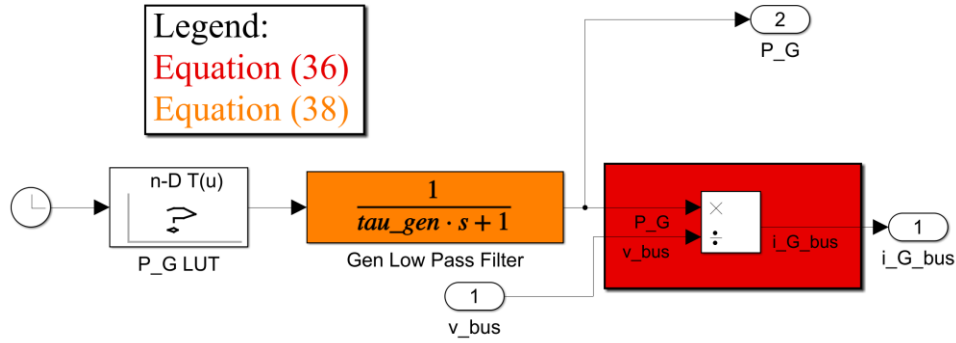 Legend:
Equation (36)
Equation (38)
2
P_G
n-D T(u)
P_G LUT
1
tau_gen · s + 1
Gen Low Pass Filter
P_G
×
v_bus
÷
i_G_bus
1
i_G_bus
1
v_bus